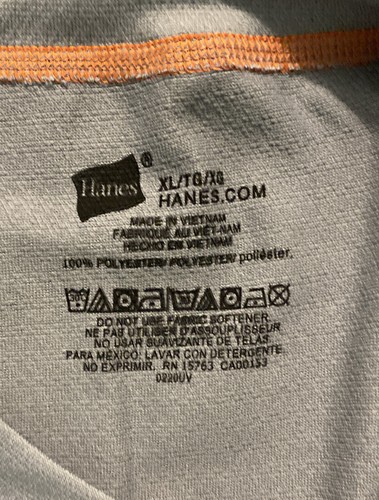 Hanes®
XL/TG/XG
HANES.COM
MADE IN VIETNAM
FABRIQUÉ AU VIET-NAM
HECHO EN VIETNAM
100% POLYESTER/ POLYESTER/ poliéster.
DO NOT USE FABRIC SOFTENER.
NE PAS UTILISER D'ASSOUPLISSEUR
NO USAR SUAVIZANTE DE TELAS
PARA MÉXICO: LAVAR CON DETERGENTE.
NO EXPRIMIR. RN 15763 CA00153
0220UV